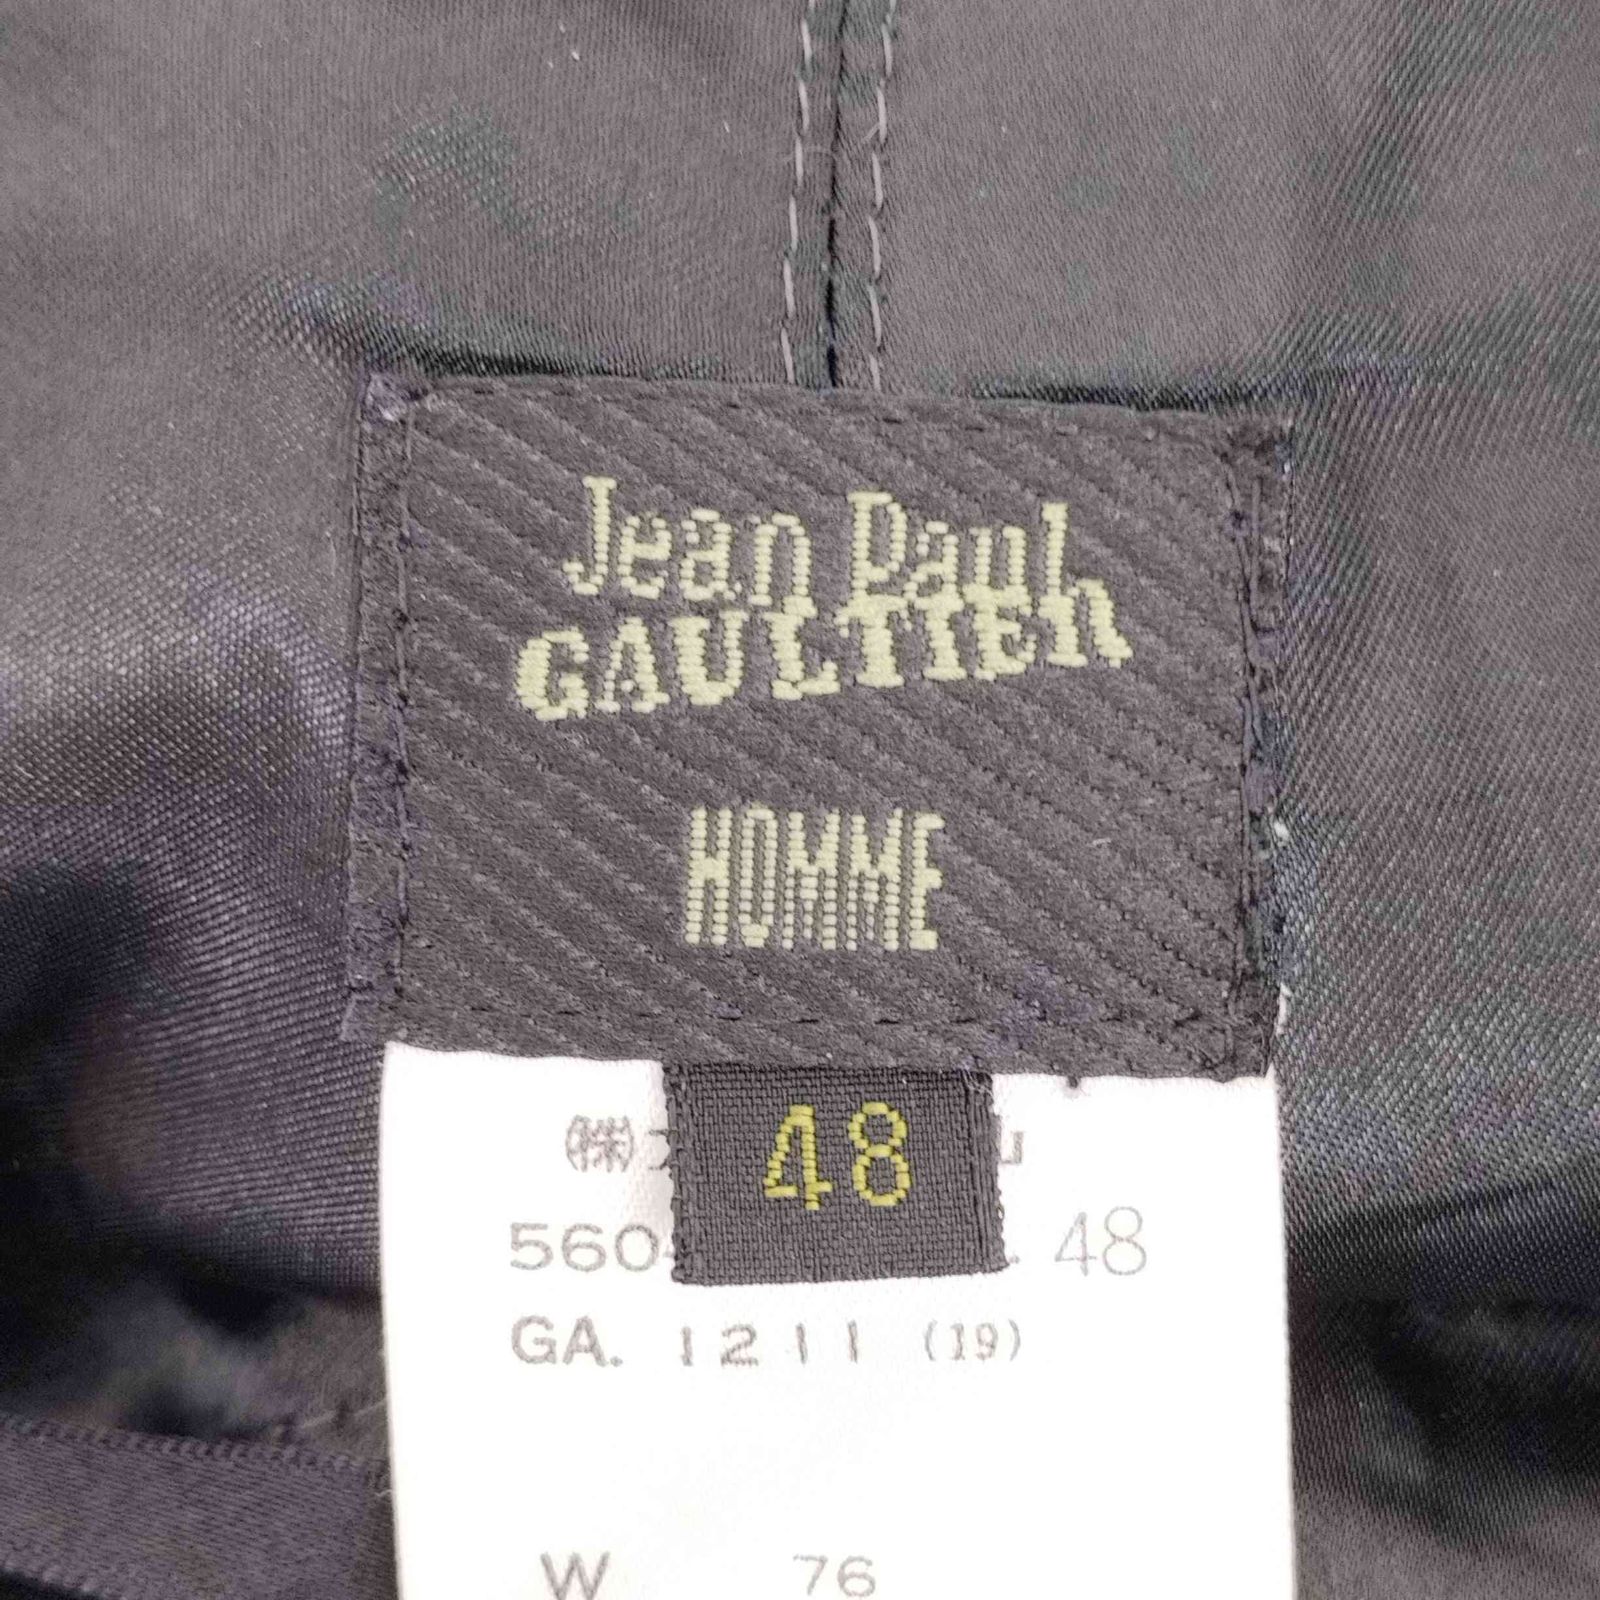 Jean Paul
GAULTIER
HOMME
48
㈱
560
48
GA. 1211 (19)
W 76